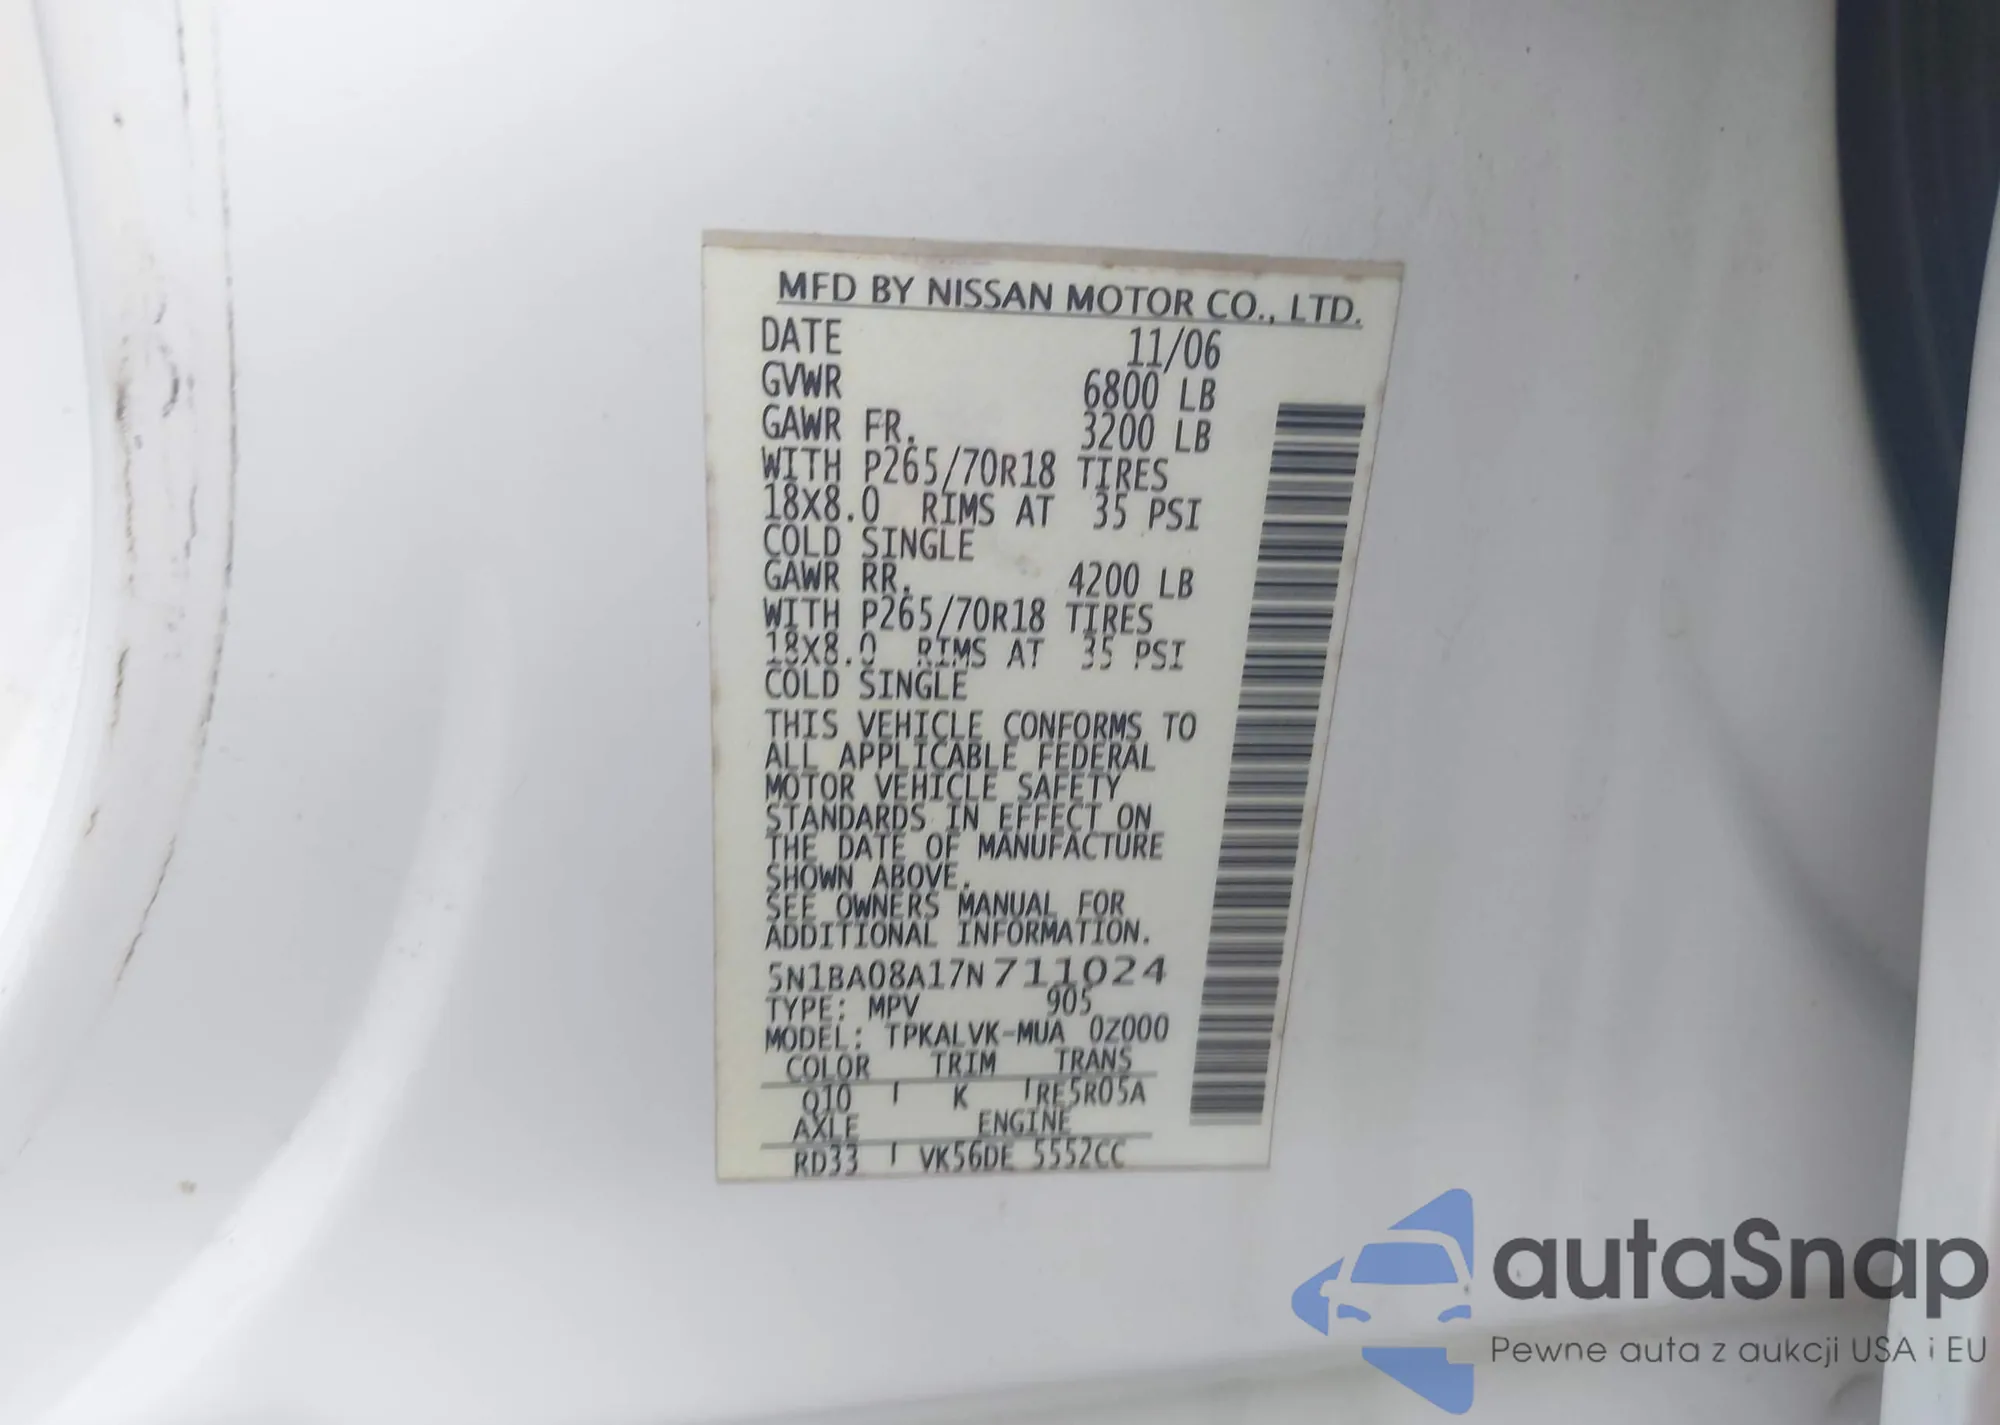 MFD BY NISSAN MOTOR CO., LTD.
DATE 11/06
GVWR 6800 LB
GAWR FR. 3200 LB
WITH P265/70R18 TIRES
18X8.0 RIMS AT 35 PSI
COLD SINGLE
GAWR RR. 4200 LB
WITH P265/70R18 TIRES
18X8.0 RIMS AT 35 PSI
COLD SINGLE
THIS VEHICLE CONFORMS TO
ALL APPLICABLE FEDERAL
MOTOR VEHICLE SAFETY
STANDARDS IN EFFECT ON
THE DATE OF MANUFACTURE
SHOWN ABOVE.
SEE OWNERS MANUAL FOR
ADDITIONAL INFORMATION.
5N1BA08A17N711024
TYPE: MPV 905
MODEL: TPKALVK-MUA 0Z000
COLOR TRIM TRANS
Q10 K RE5R05A
AXLE ENGINE
RD33 VK56DE 5552CC
autaSnap
Pewne auta z aukcji USA i EU